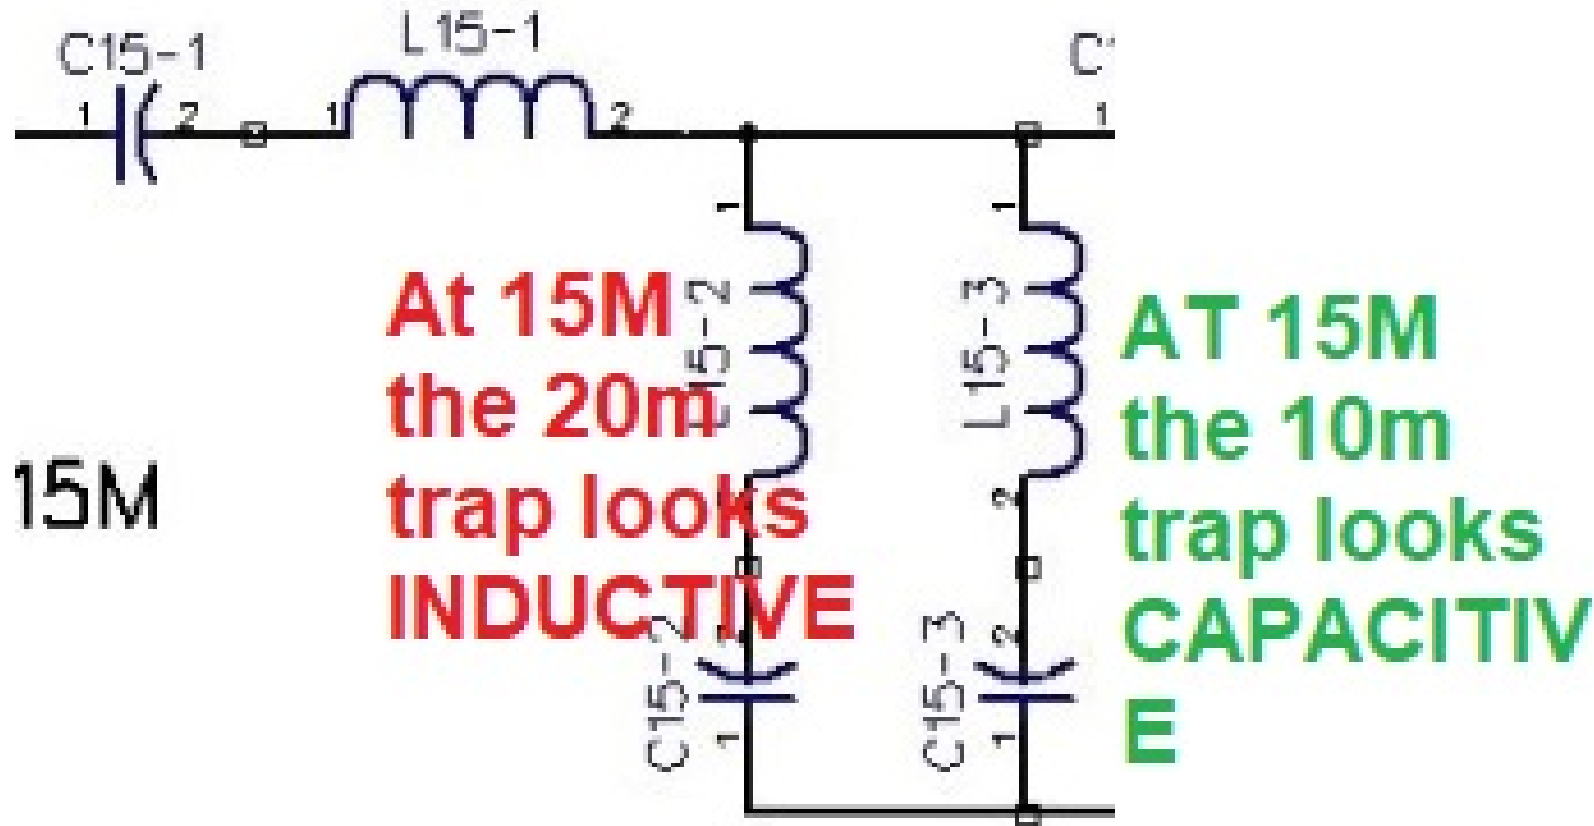 C15-1
L15-1
C1
1
2
1
2
1
1
1
At 15M
the 20m
trap looks
INDUCTIVE
L15-2
L15-3
AT 15M
the 10m
trap looks
CAPACITIV
E
15M
2
2
2
C15-2
C15-3
1
1